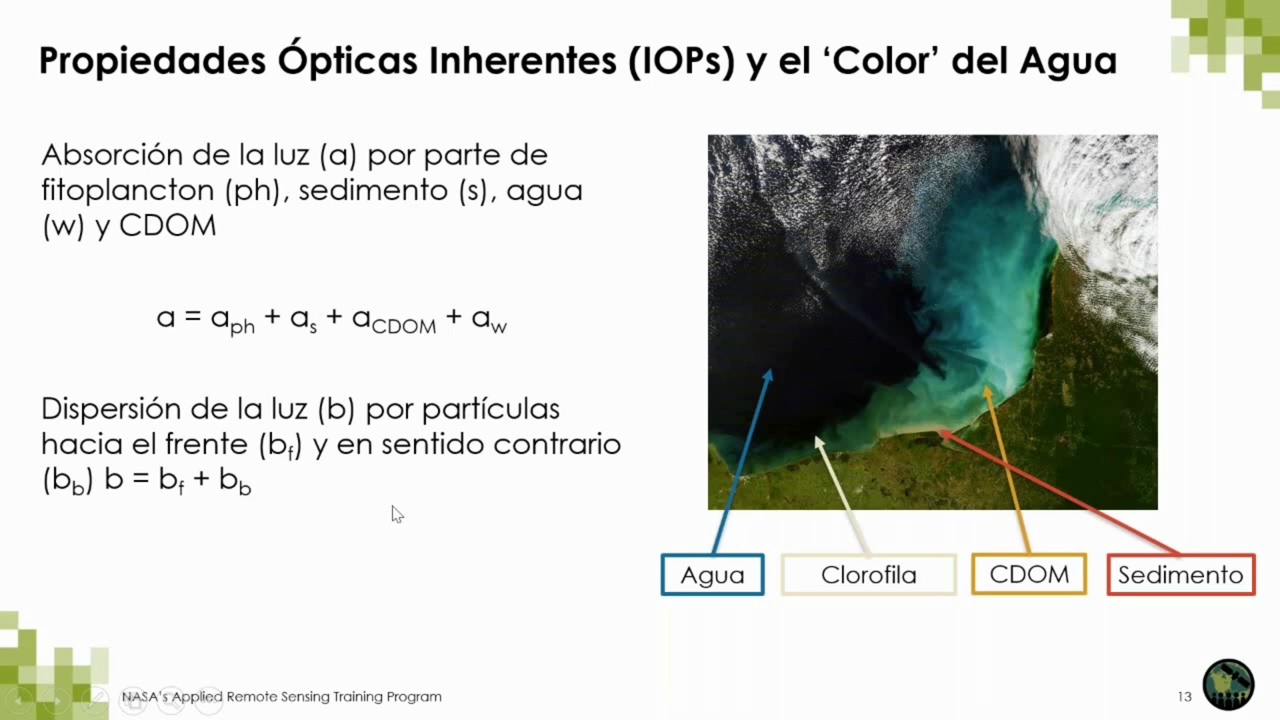 Propiedades Ópticas Inherentes (IOPs) y el ‘Color’ del Agua
Absorción de la luz (a) por parte de
fitoplancton (ph), sedimento (s), agua
(w) y CDOM
a = aph + as + aCDOM + aw
Dispersión de la luz (b) por partículas
hacia el frente (bf) y en sentido contrario
(bb) b = bf + bb
Agua
Clorofila
CDOM
Sedimento
NASA's Applied Remote Sensing Training Program
13